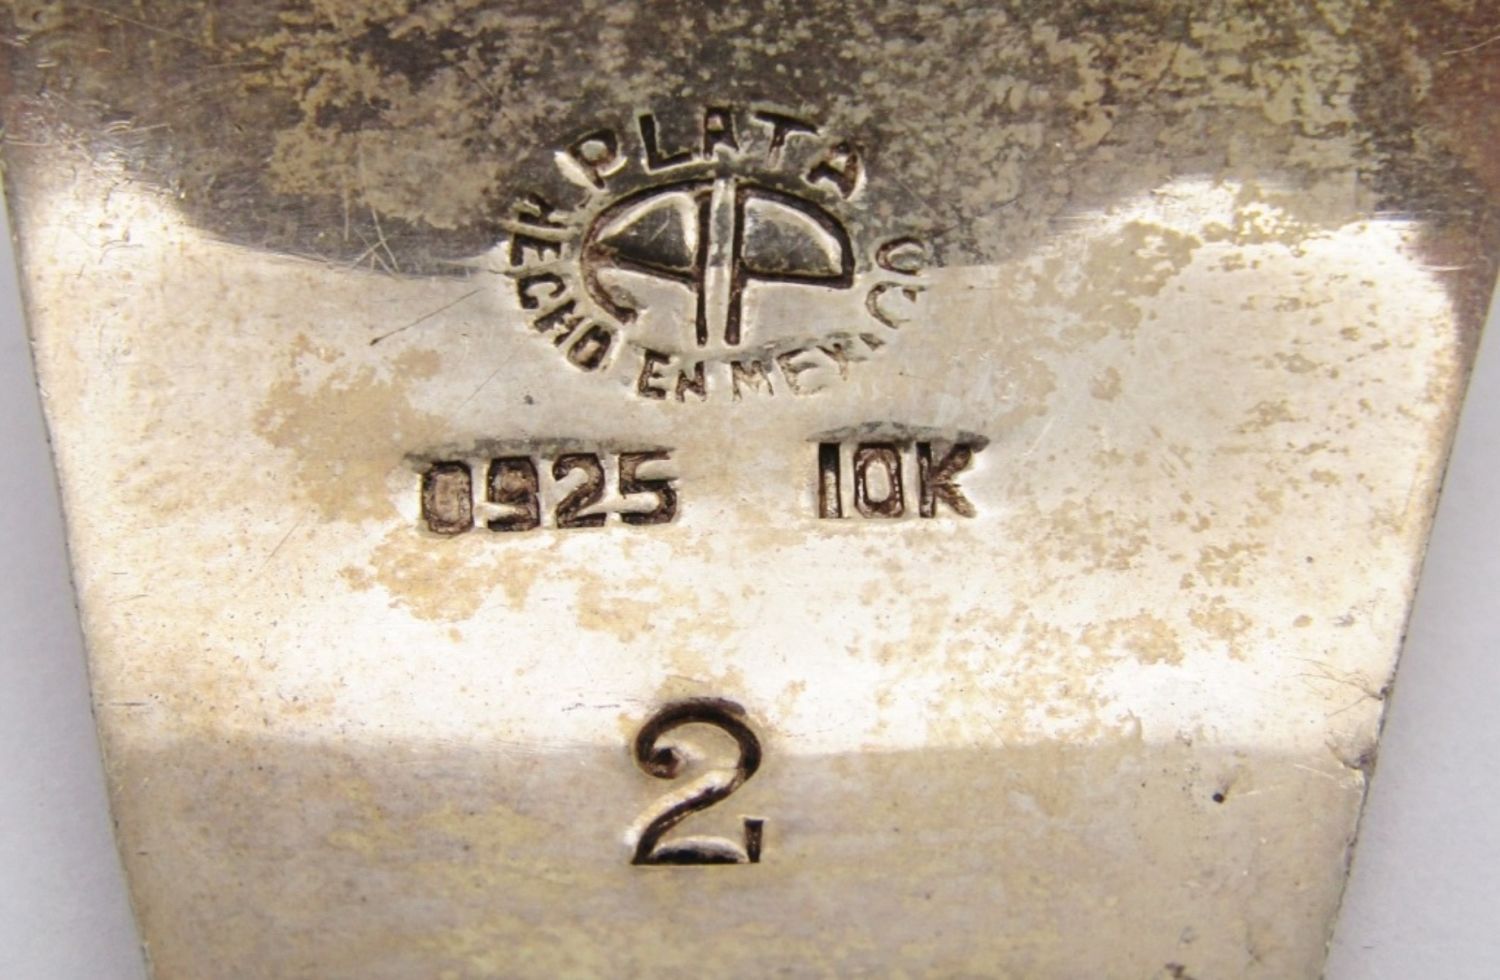 PLATA
HECHO EN MEXICO
0925 10K
2